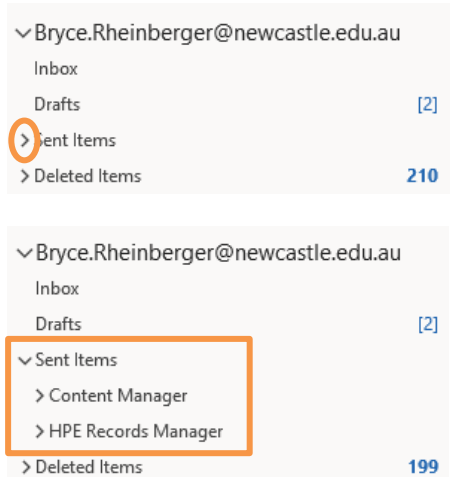 Bryce.Rheinberger@newcastle.edu.au
Inbox
Drafts [2]
Sent Items
Deleted Items 210
Bryce.Rheinberger@newcastle.edu.au
Inbox
Drafts [2]
Sent Items
Content Manager
HPE Records Manager
Deleted Items 199